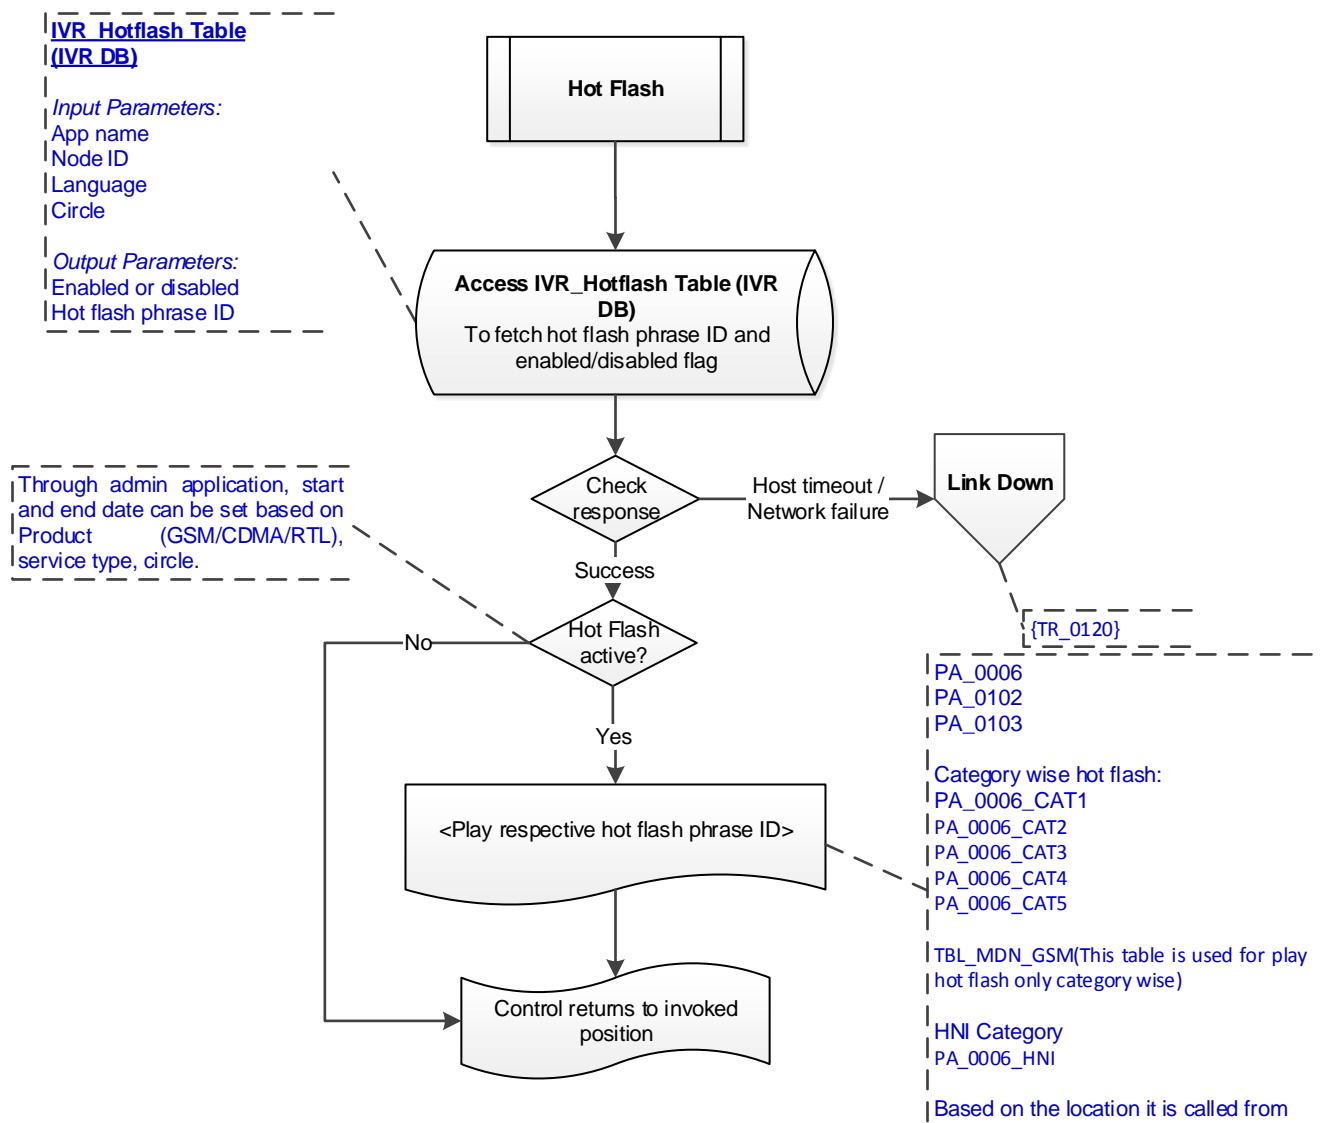 IVR_Hotflash Table
(IVR DB)
Input Parameters:
App name
Node ID
Language
Circle
Output Parameters:
Enabled or disabled
Hot flash phrase ID
Hot Flash
Access IVR_Hotflash Table (IVR
DB)
To fetch hot flash phrase ID and
enabled/disabled flag
Check
response
Host timeout /
Network failure
Link Down
{TR_0120}
Through admin application, start
and end date can be set based on
Product (GSM/CDMA/RTL),
service type, circle.
Success
Hot Flash
active?
No
Yes
<Play respective hot flash phrase ID>
Control returns to invoked
position
PA_0006
PA_0102
PA_0103
Category wise hot flash:
PA_0006_CAT1
PA_0006_CAT2
PA_0006_CAT3
PA_0006_CAT4
PA_0006_CAT5
TBL_MDN_GSM(This table is used for play
hot flash only category wise)
HNI Category
PA_0006_HNI
Based on the location it is called from